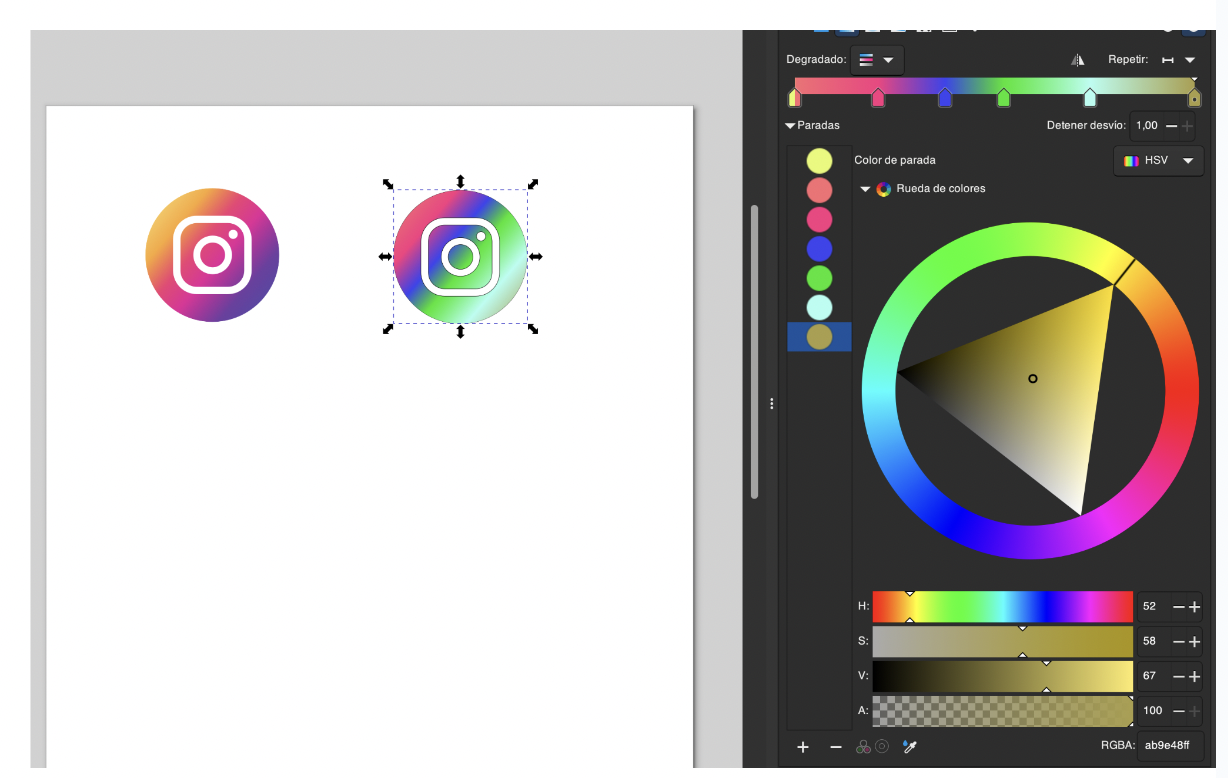 Degradado: Repetir:
Paradas Detener desvío: 1,00
Color de parada HSV
Rueda de colores
H: 52
S: 58
V: 67
A: 100
RGBA: ab9e48ff